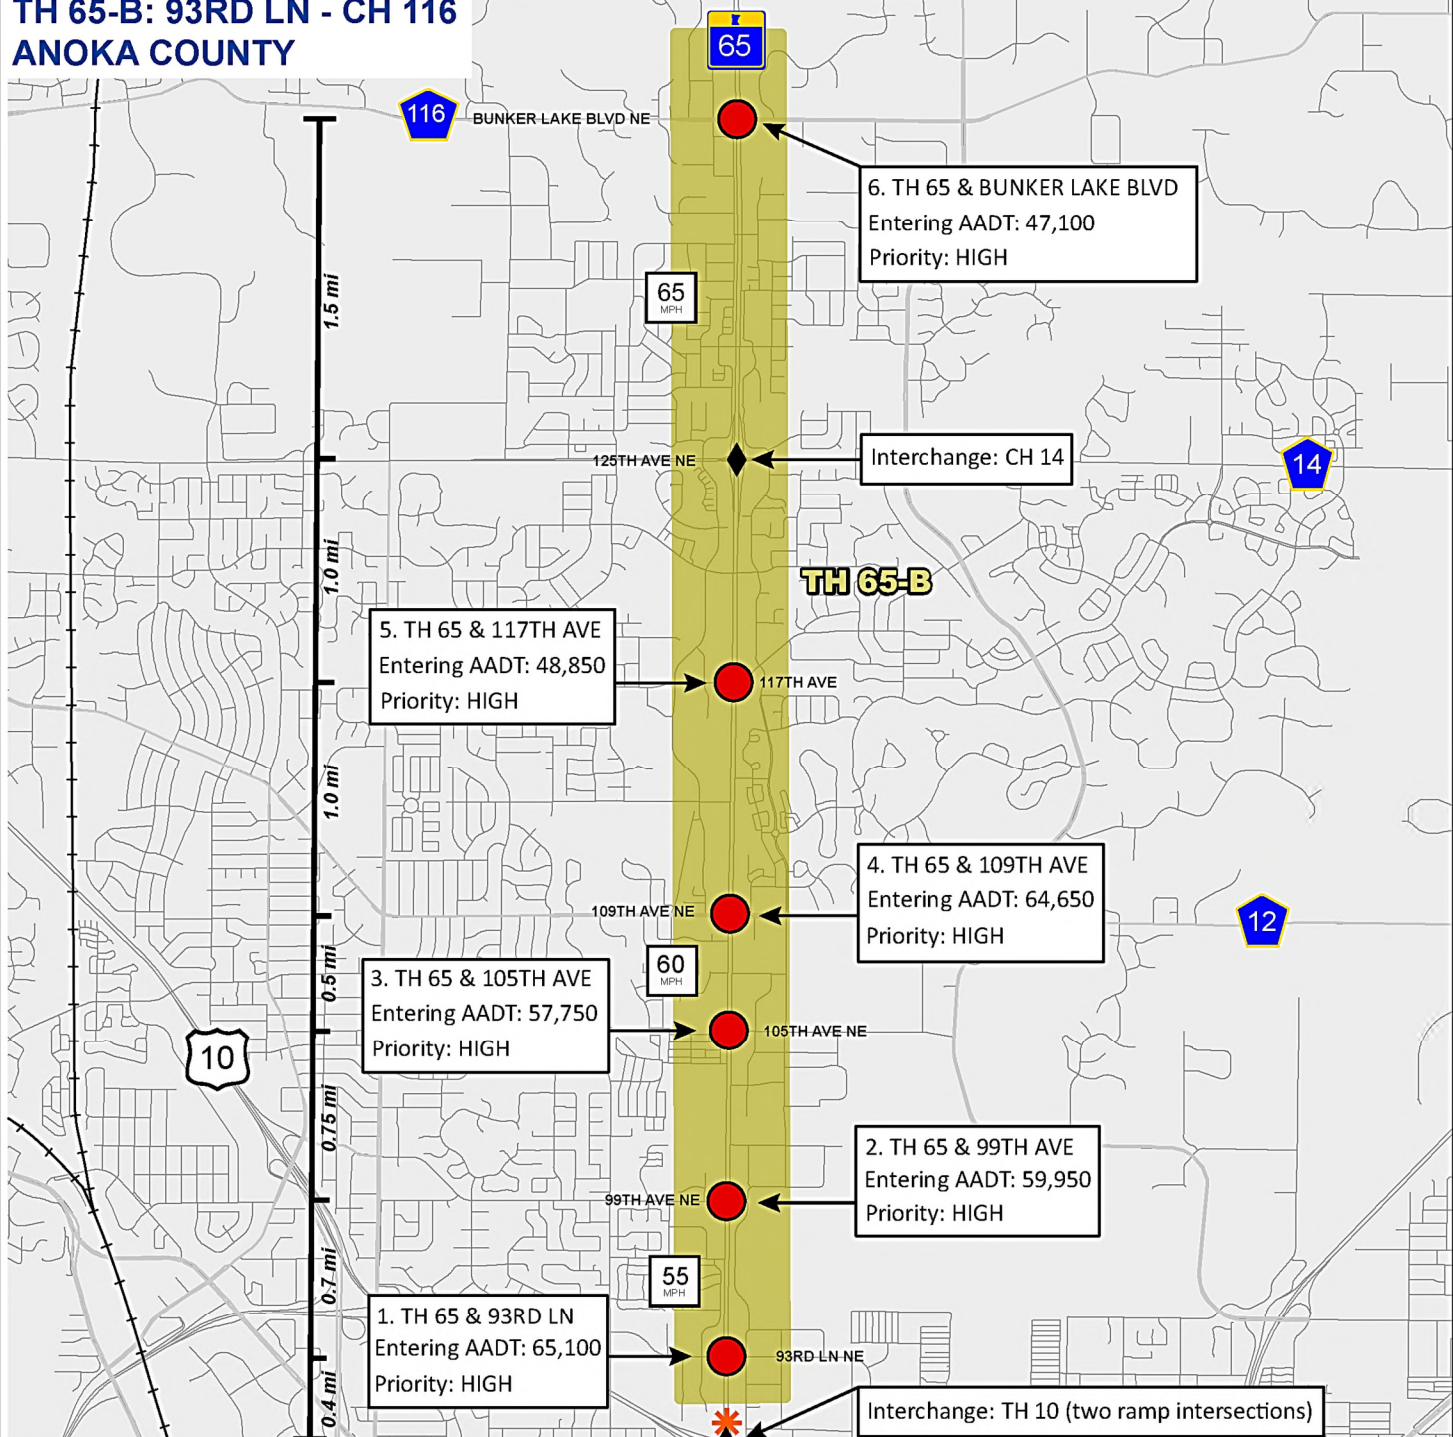 TH 65-B: 93RD LN - CH 116
ANOKA COUNTY
65
116
BUNKER LAKE BLVD NE
6. TH 65 & BUNKER LAKE BLVD
Entering AADT: 47,100
Priority: HIGH
1.5 mi
65
MPH
125TH AVE NE
Interchange: CH 14
14
1.0 mi
TH 65-B
5. TH 65 & 117TH AVE
Entering AADT: 48,850
Priority: HIGH
117TH AVE
1.0 mi
4. TH 65 & 109TH AVE
Entering AADT: 64,650
Priority: HIGH
109TH AVE NE
12
60
MPH
0.5 mi
3. TH 65 & 105TH AVE
Entering AADT: 57,750
Priority: HIGH
105TH AVE NE
10
0.75 mi
2. TH 65 & 99TH AVE
Entering AADT: 59,950
Priority: HIGH
99TH AVE NE
55
MPH
0.7 mi
1. TH 65 & 93RD LN
Entering AADT: 65,100
Priority: HIGH
93RD LN NE
0.4 mi
Interchange: TH 10 (two ramp intersections)